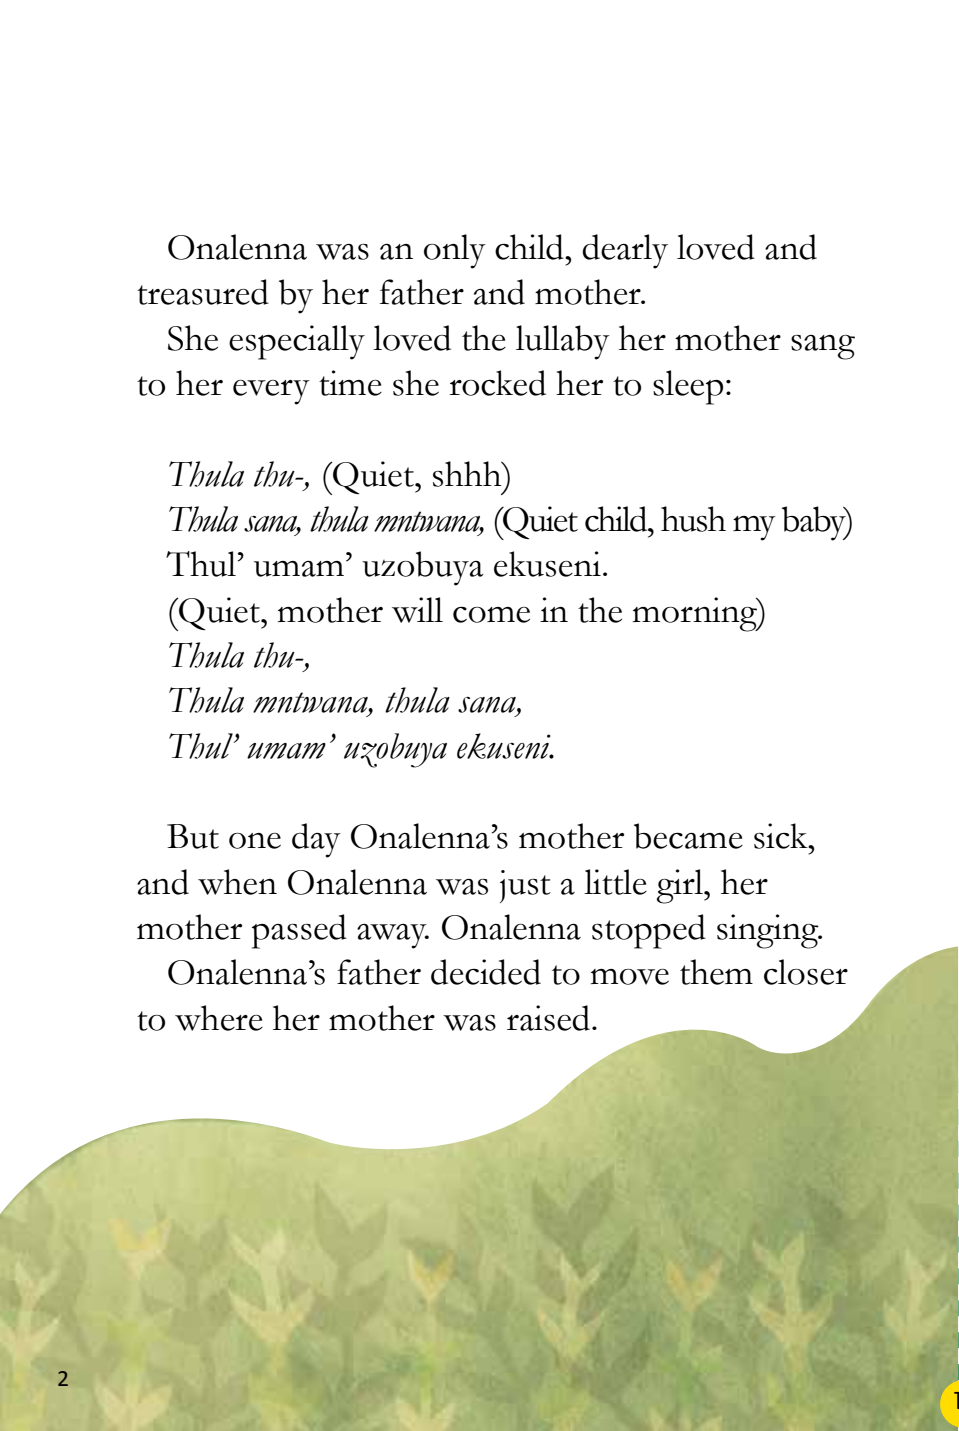 Onalenna was an only child, dearly loved and
treasured by her father and mother.
She especially loved the lullaby her mother sang
to her every time she rocked her to sleep:
Thula thu-, (Quiet, shhh)
Thula sana, thula mntwana, (Quiet child, hush my baby)
Thul’ umam’ uzobuya ekuseni.
(Quiet, mother will come in the morning)
Thula thu-,
Thula mntwana, thula sana,
Thul’ umam’ uzobuya ekuseni.
But one day Onalenna’s mother became sick,
and when Onalenna was just a little girl, her
mother passed away. Onalenna stopped singing.
Onalenna’s father decided to move them closer
to where her mother was raised.
2